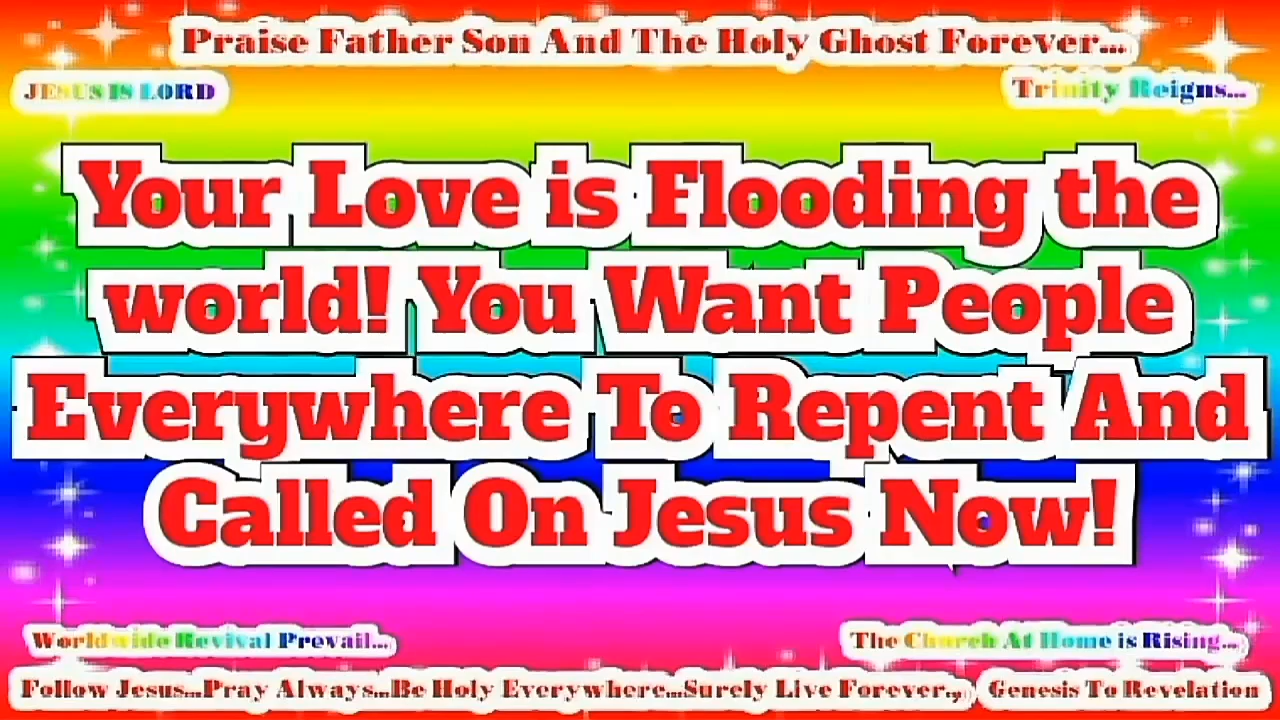 Praise Father Son And The Holy Ghost Forever...
JESUS IS LORD
Trinity Reigns...
Your Love is Flooding the
world! You Want People
Everywhere To Repent And
Called On Jesus Now!
Worldwide Revival Prevail...
The Church At Home is Rising...
Follow Jesus...Pray Always...Be Holy Everywhere...Surely Live Forever.,,
Genesis To Revelation